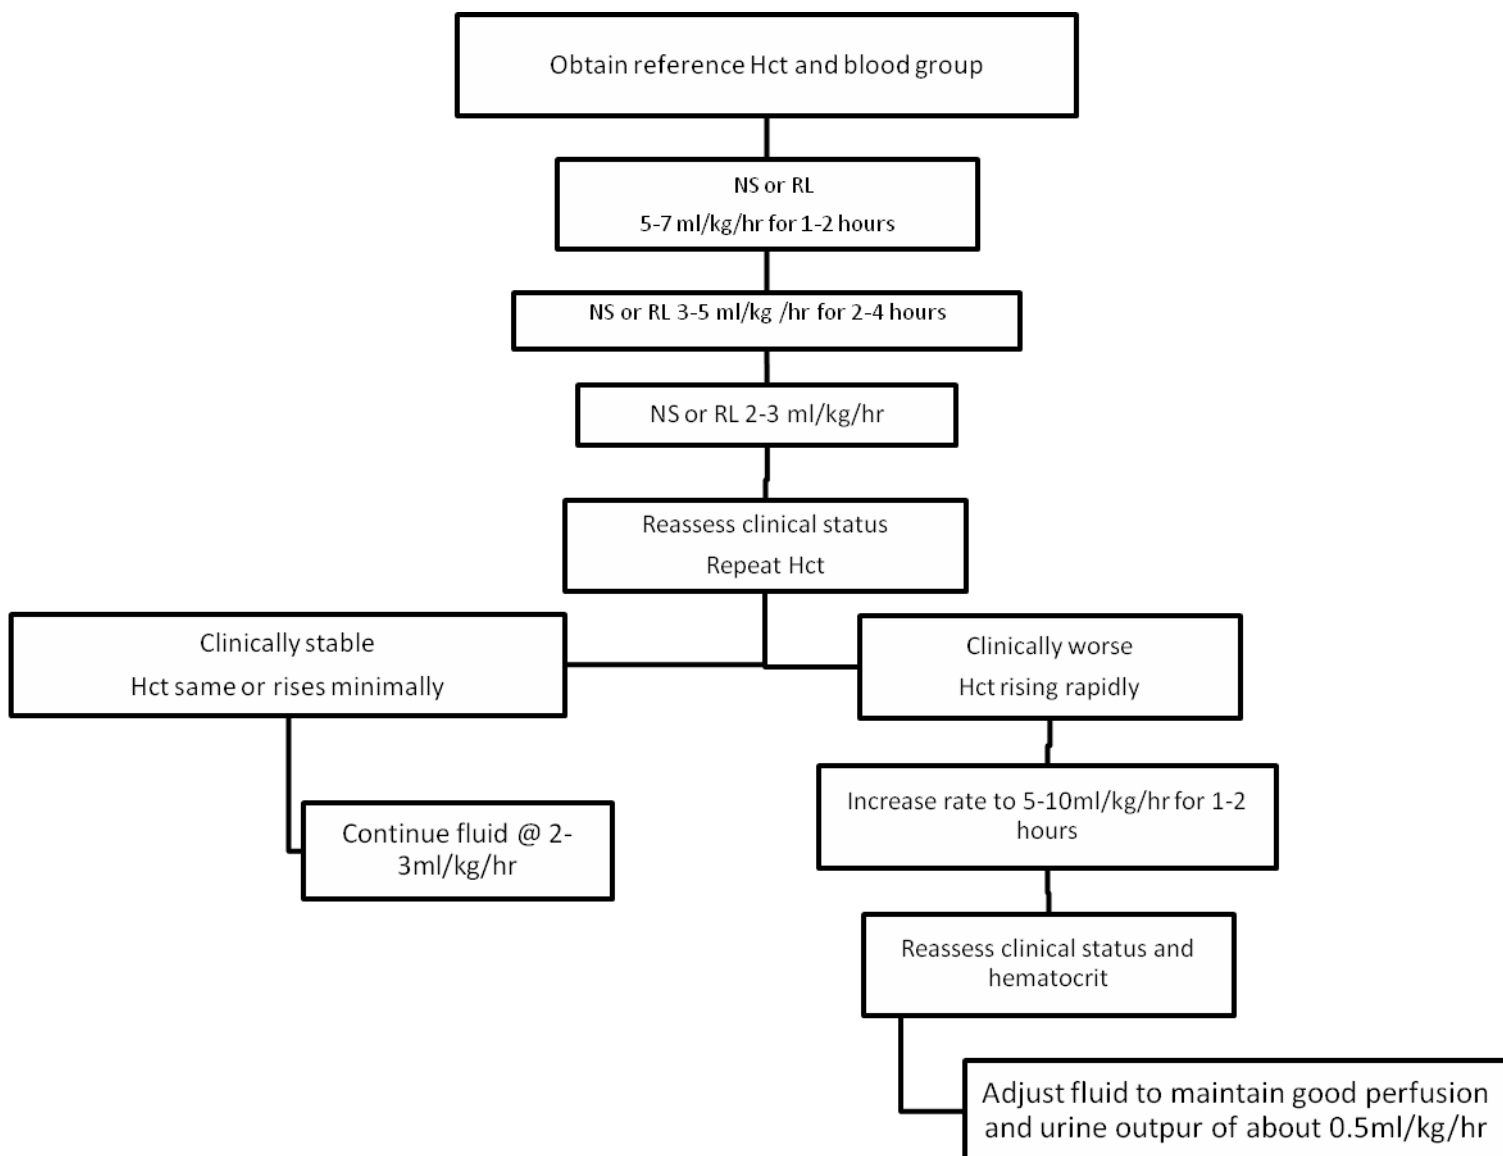 Obtain reference Hct and blood group
NS or RL
5-7 ml/kg/hr for 1-2 hours
NS or RL 3-5 ml/kg /hr for 2-4 hours
NS or RL 2-3 ml/kg/hr
Reassess clinical status
Repeat Hct
Clinically stable
Hct same or rises minimally
Continue fluid @ 2-
3ml/kg/hr
Clinically worse
Hct rising rapidly
Increase rate to 5-10ml/kg/hr for 1-2
hours
Reassess clinical status and
hematocrit
Adjust fluid to maintain good perfusion
and urine outpur of about 0.5ml/kg/hr